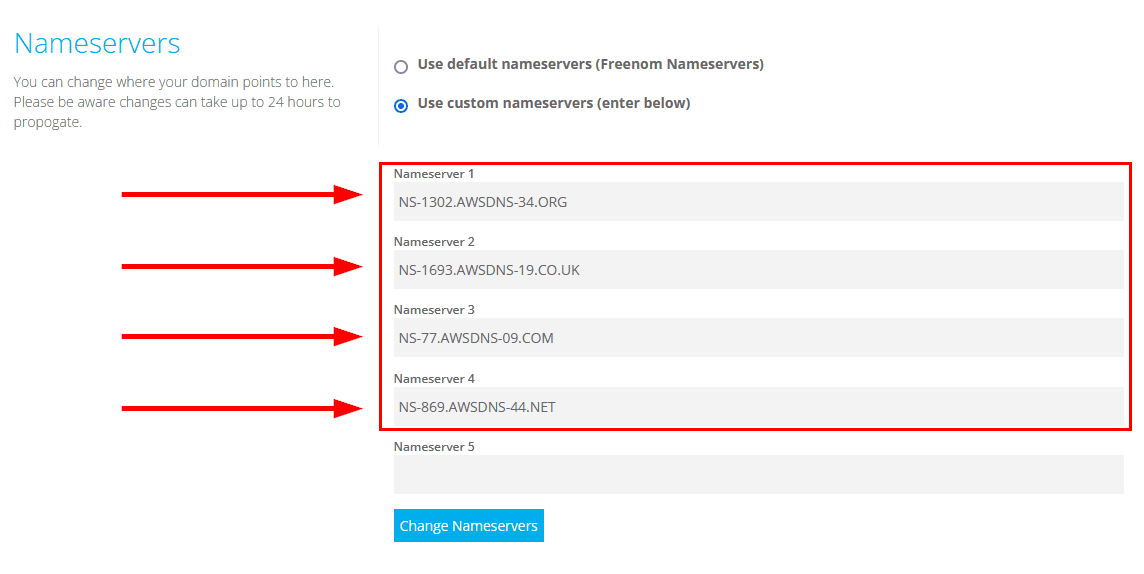 Nameservers
You can change where your domain points to here.
Please be aware changes can take up to 24 hours to
propogate.
Use default nameservers (Freenom Nameservers)
Use custom nameservers (enter below)
Nameserver 1
NS-1302.AWSDNS-34.ORG
Nameserver 2
NS-1693.AWSDNS-19.CO.UK
Nameserver 3
NS-77.AWSDNS-09.COM
Nameserver 4
NS-869.AWSDNS-44.NET
Nameserver 5
Change Nameservers